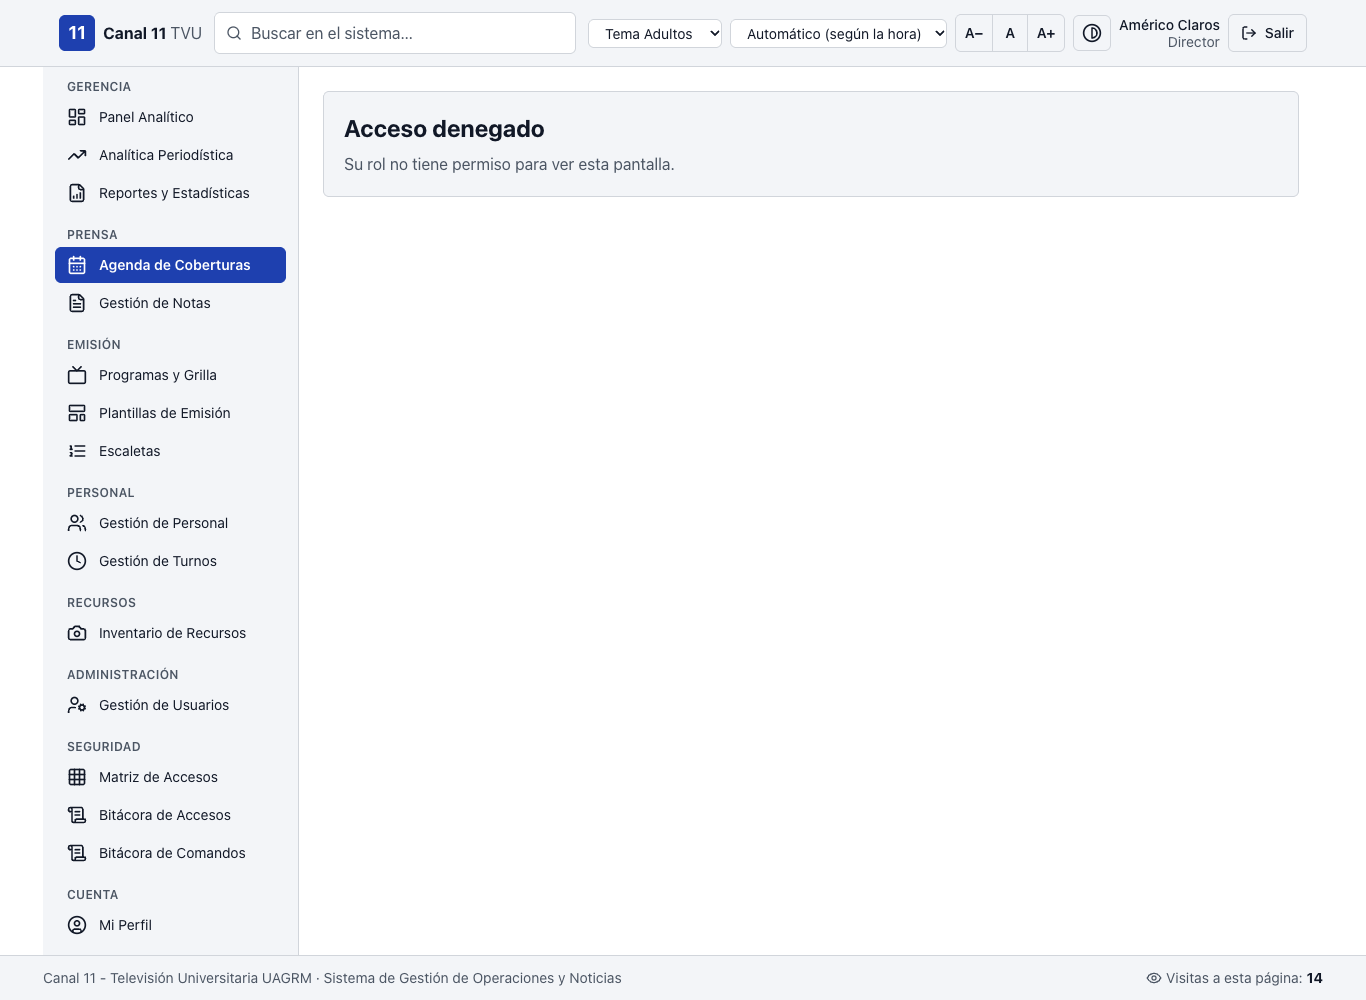 11 Canal 11 TVU
Buscar en el sistema...
Tema Adultos
Automático (según la hora)
A− A A+
Américo Claros
Director
Salir
GERENCIA
Panel Analítico
Analítica Periodística
Reportes y Estadísticas
PRENSA
Agenda de Coberturas
Gestión de Notas
EMISIÓN
Programas y Grilla
Plantillas de Emisión
Escaletas
PERSONAL
Gestión de Personal
Gestión de Turnos
RECURSOS
Inventario de Recursos
ADMINISTRACIÓN
Gestión de Usuarios
SEGURIDAD
Matriz de Accesos
Bitácora de Accesos
Bitácora de Comandos
CUENTA
Mi Perfil
Acceso denegado
Su rol no tiene permiso para ver esta pantalla.
Canal 11 - Televisión Universitaria UAGRM · Sistema de Gestión de Operaciones y Noticias
Visitas a esta página: 14